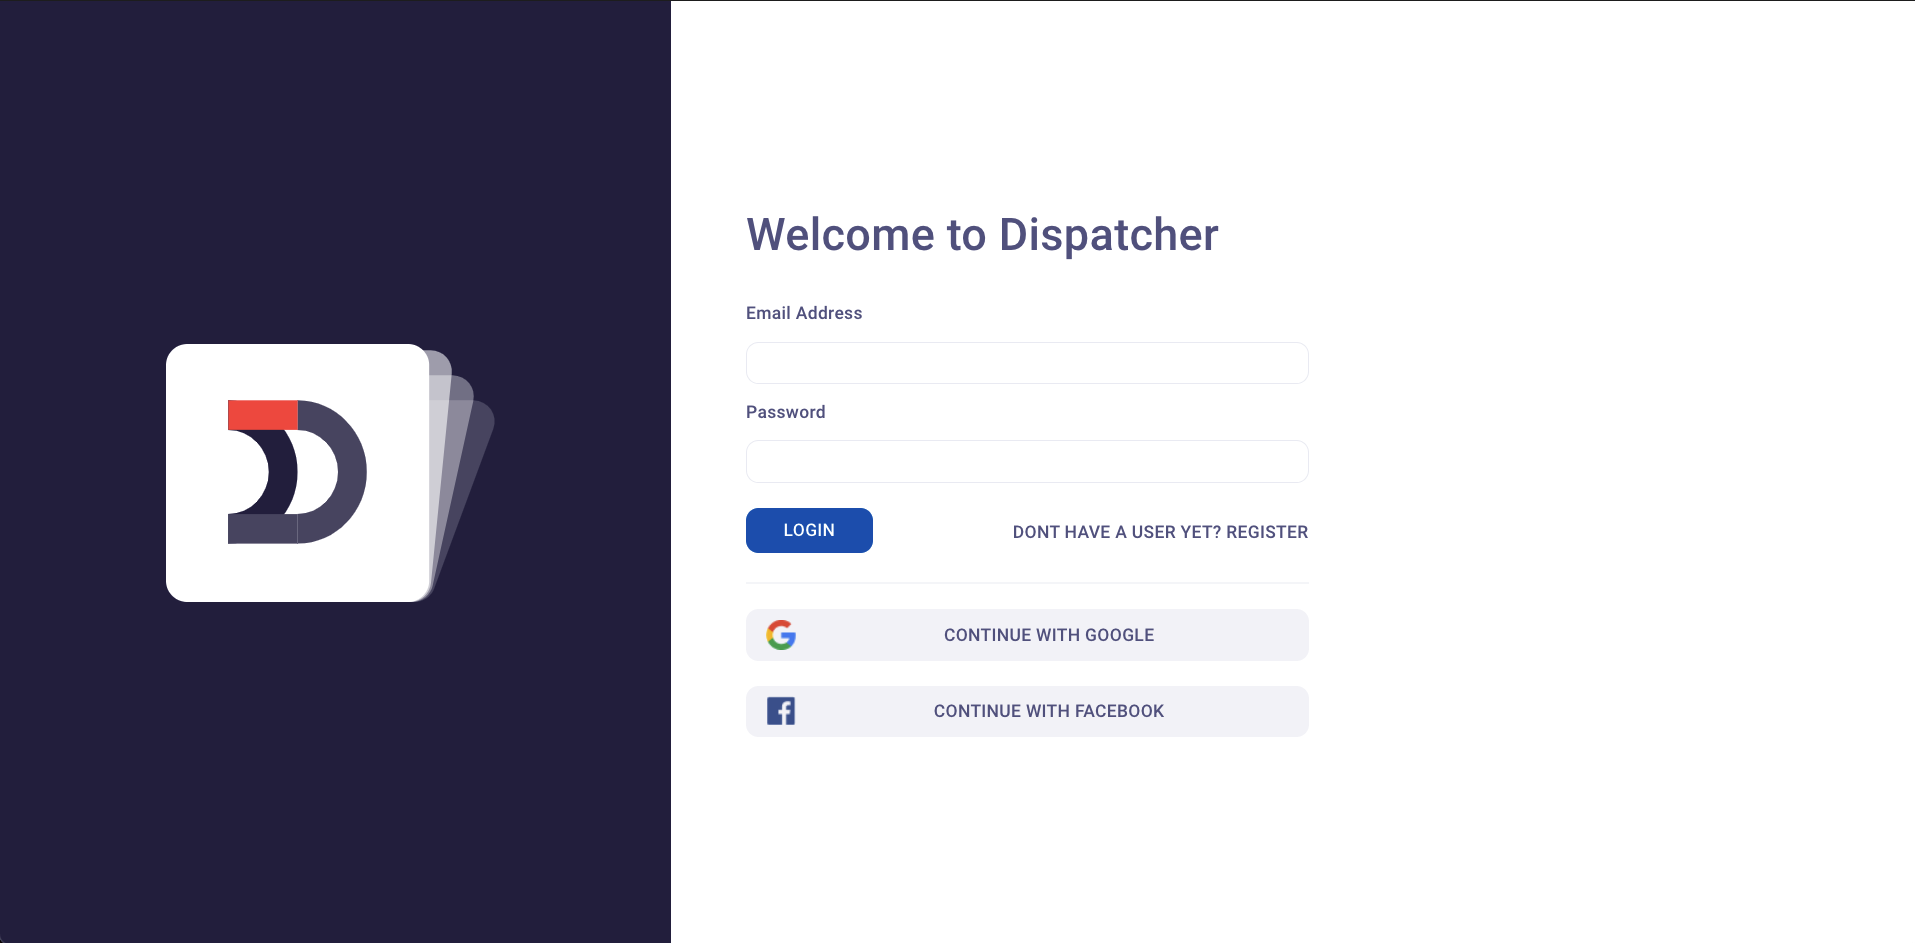 Welcome to Dispatcher
Email Address
Password
LOGIN
DONT HAVE A USER YET? REGISTER
CONTINUE WITH GOOGLE
CONTINUE WITH FACEBOOK